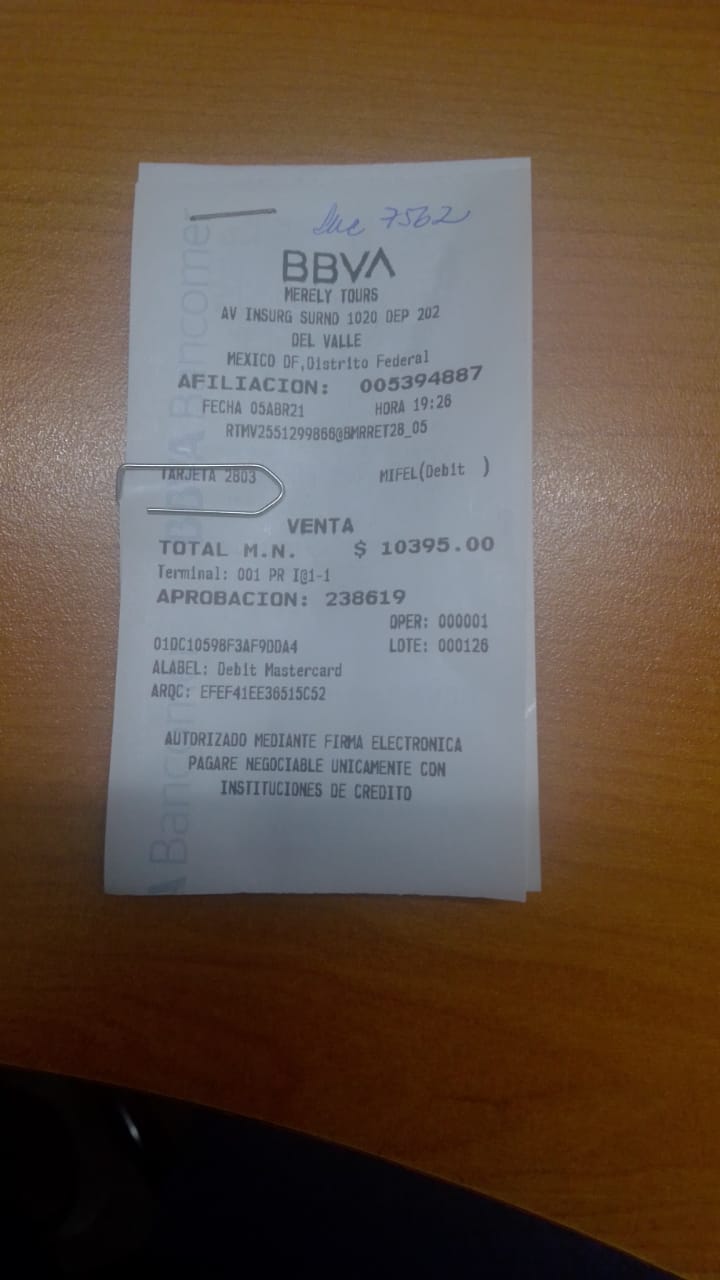 7562
BBVA
MERELY TOURS
AV INSURG SURNO 1020 DEP 202
DEL VALLE
MEXICO DF,Distrito Federal
AFILIACION: 005394887
FECHA 05ABR21 HORA 19:26
RTMV2551299866@BMRRET28_05
TARJETA 2803 MIFEL(Debit )
VENTA
TOTAL M.N. $ 10395.00
Terminal: 001 PR I@1-1
APROBACION: 238619
OPER: 000001
01DC10598F3AF9DDA4 LOTE: 000126
ALABEL: Debit Mastercard
ARQC: EFEF41EE36515C52
AUTORIZADO MEDIANTE FIRMA ELECTRONICA
PAGARE NEGOCIABLE UNICAMENTE CON
INSTITUCIONES DE CREDITO
Bancomer
BBVA
Bancomer